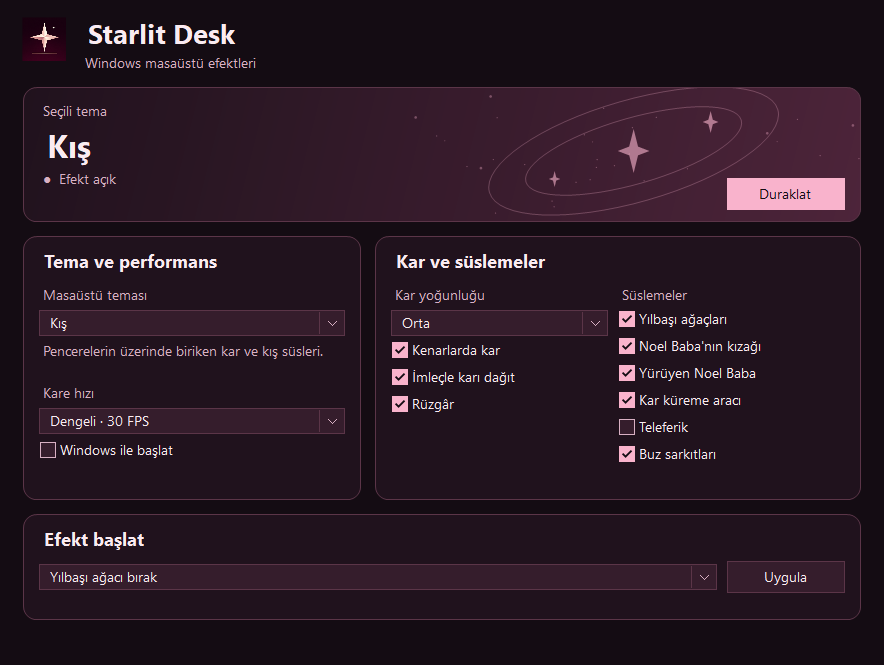 Starlit Desk
Windows masaüstü efektleri
Seçili tema
Kış
Efekt açık
Duraklat
Tema ve performans
Masaüstü teması
Kış
Pencerelerin üzerinde biriken kar ve kış süsleri.
Kare hızı
Dengeli · 30 FPS
Windows ile başlat
Kar ve süslemeler
Kar yoğunluğu
Orta
Kenarlarda kar
İmleçle karı dağıt
Rüzgâr
Süslemeler
Yılbaşı ağaçları
Noel Baba'nın kızağı
Yürüyen Noel Baba
Kar küreme aracı
Teleferik
Buz sarkıtları
Efekt başlat
Yılbaşı ağacı bırak
Uygula